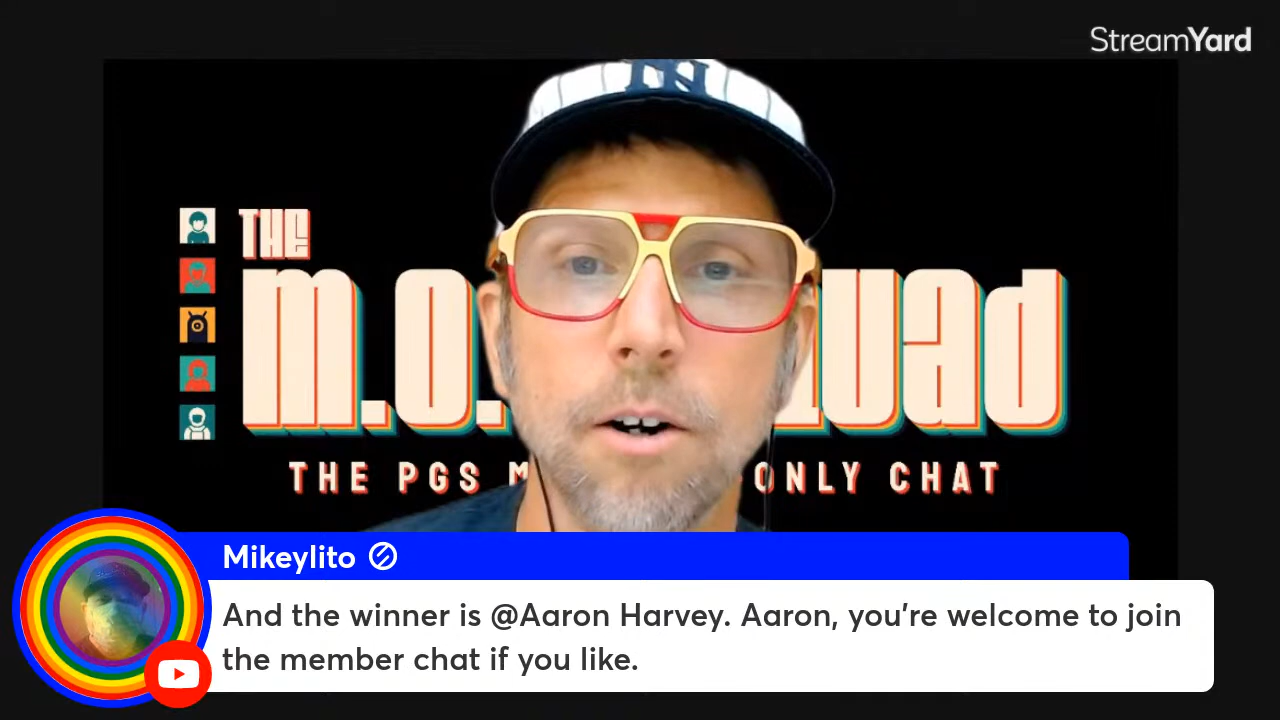 StreamYard
THE
m.o. uad
THE PGS M ONLY CHAT
Mikeylito
And the winner is @Aaron Harvey. Aaron, you’re welcome to join
the member chat if you like.